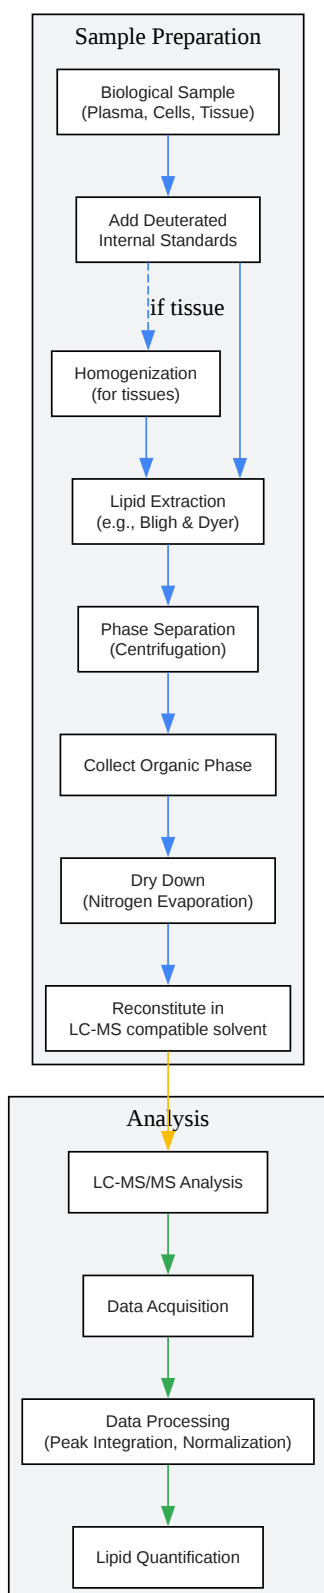 Sample Preparation
Biological Sample
(Plasma, Cells, Tissue)
Add Deuterated
Internal Standards
if tissue
Homogenization
(for tissues)
Lipid Extraction
(e.g., Bligh & Dyer)
Phase Separation
(Centrifugation)
Collect Organic Phase
Dry Down
(Nitrogen Evaporation)
Reconstitute in
LC-MS compatible solvent
Analysis
LC-MS/MS Analysis
Data Acquisition
Data Processing
(Peak Integration, Normalization)
Lipid Quantification